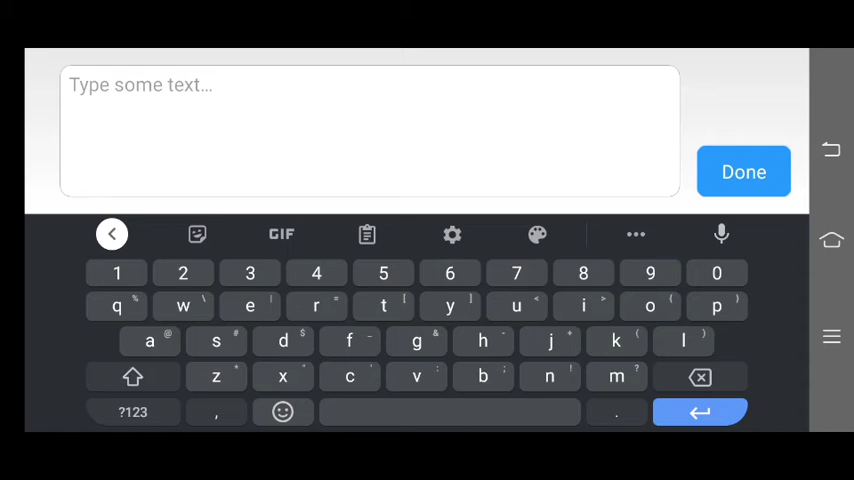 Type some text...
Done
GIF
1 2 3 4 5 6 7 8 9 0
q % w \ e | r = t [ y ] u < i > o { p }
a @ s # d $ f _ g & h - j + k ( l )
z * x " c ' v : b ; n ! m ?
?123 , .